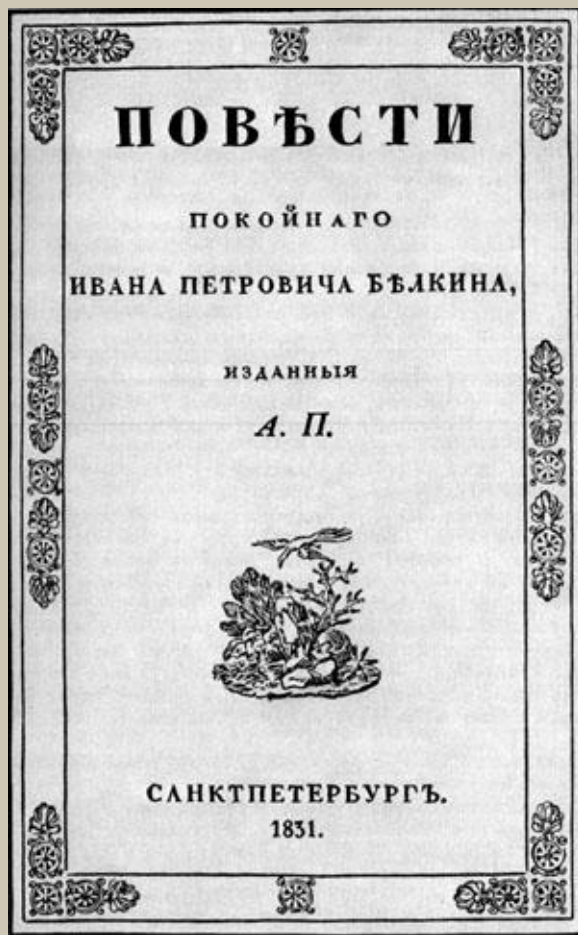 ПОВѢСТИ
ПОКОЙНАГО
ИВАНА ПЕТРОВИЧА БѢЛКИНА,
ИЗДАННЫЯ
А. П.
САНКТПЕТЕРБУРГЪ.
1831.